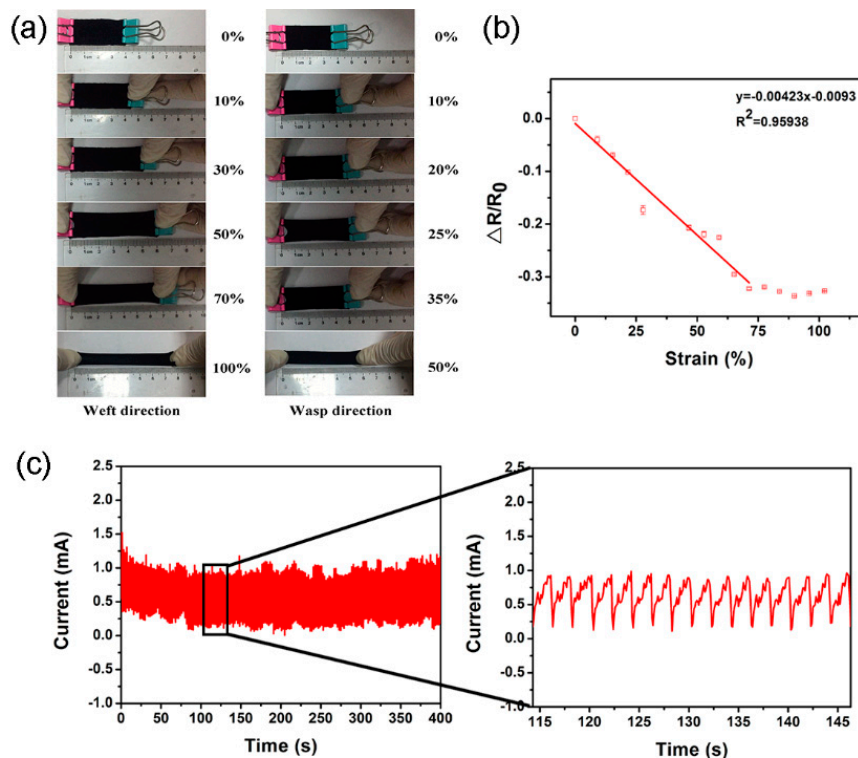 (a)
0%
0%
10%
10%
30%
20%
50%
25%
70%
35%
100%
50%
Weft direction
Wasp direction
(b)
y=-0.00423x-0.0093
R²=0.95938
0.0
-0.1
-0.2
-0.3
△R/R₀
0 25 50 75 100
Strain (%)
(c)
2.5
2.0
1.5
1.0
0.5
0.0
-0.5
-1.0
Current (mA)
0 50 100 150 200 250 300 350 400
Time (s)
2.5
2.0
1.5
1.0
0.5
0.0
-0.5
-1.0
Current (mA)
115 120 125 130 135 140 145
Time (s)